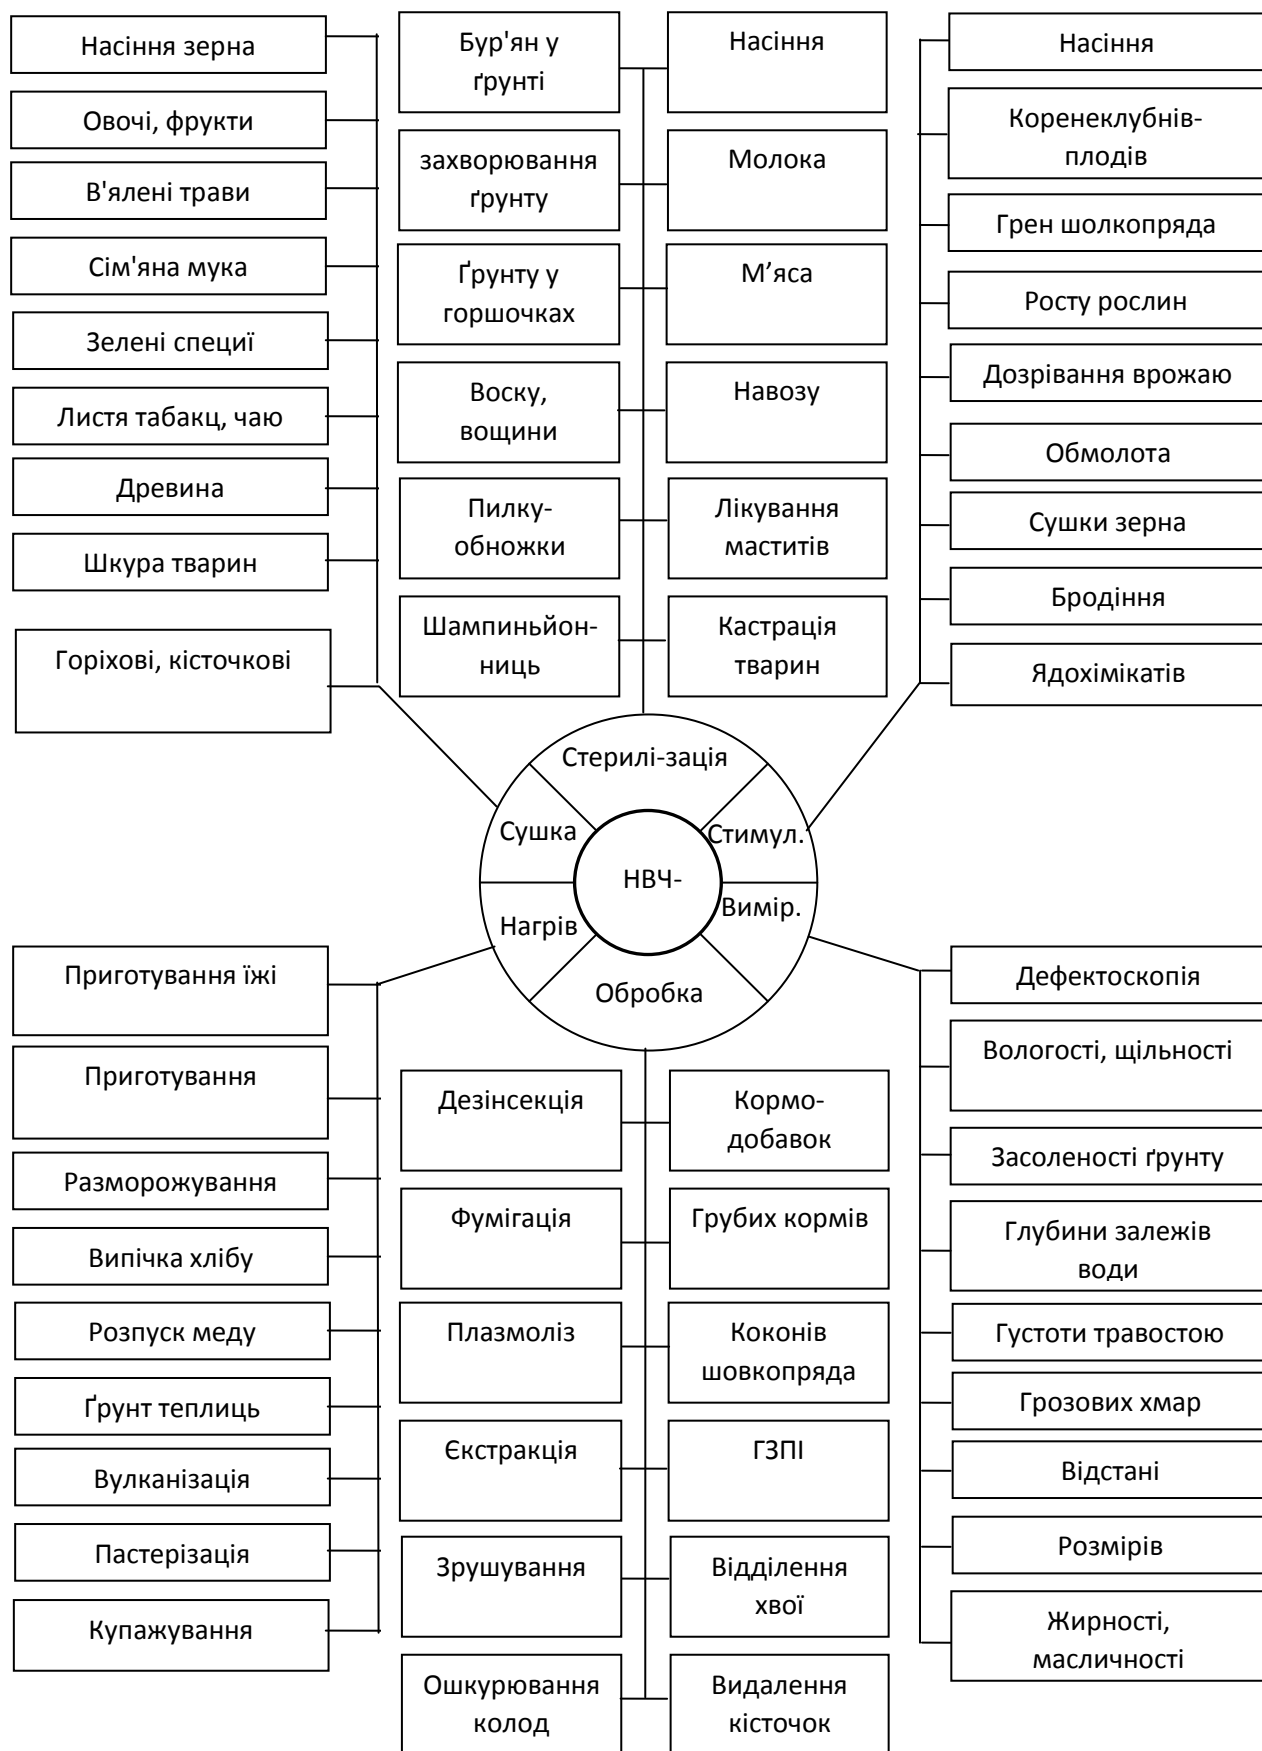 Насіння зерна
Овочі, фрукти
В'ялені трави
Сім'яна мука
Зелені специї
Листя табакц, чаю
Древина
Шкура тварин
Горіхові, кісточкові
Бур'ян у
ґрунті
захворювання
ґрунту
Ґрунту у
горшочках
Воску,
вощини
Пилку-
обножки
Шампиньйон-
ниць
Насіння
Молока
М’яса
Навозу
Лікування
маститів
Кастрація
тварин
Насіння
Коренеклубнів-
плодів
Грен шолкопряда
Росту рослин
Дозрівання врожаю
Обмолота
Сушки зерна
Бродіння
Ядохімікатів
Стерилі-зація
Сушка
Стимул.
НВЧ-
Вимір.
Нагрів
Обробка
Приготування їжі
Приготування
Разморожування
Випічка хлібу
Розпуск меду
Ґрунт теплиць
Вулканізація
Пастерізація
Купажування
Дезінсекція
Фумігація
Плазмоліз
Єкстракція
Зрушування
Ошкурювання
колод
Кормо-
добавок
Грубих кормів
Коконів
шовкопряда
ГЗПІ
Відділення
хвої
Видалення
кісточок
Дефектоскопія
Вологості, щільності
Засоленості ґрунту
Глубини залежів
води
Густоти травостою
Грозових хмар
Відстані
Розмірів
Жирності,
масличності